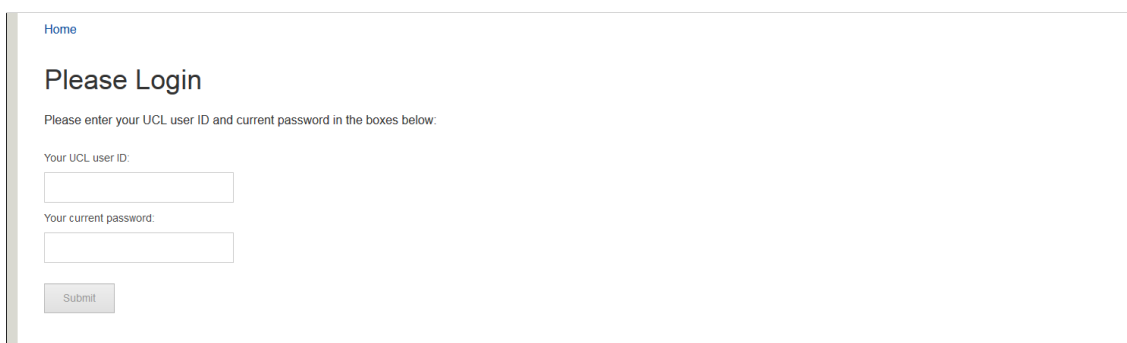 Home
Please Login
Please enter your UCL user ID and current password in the boxes below:
Your UCL user ID:
Your current password:
Submit